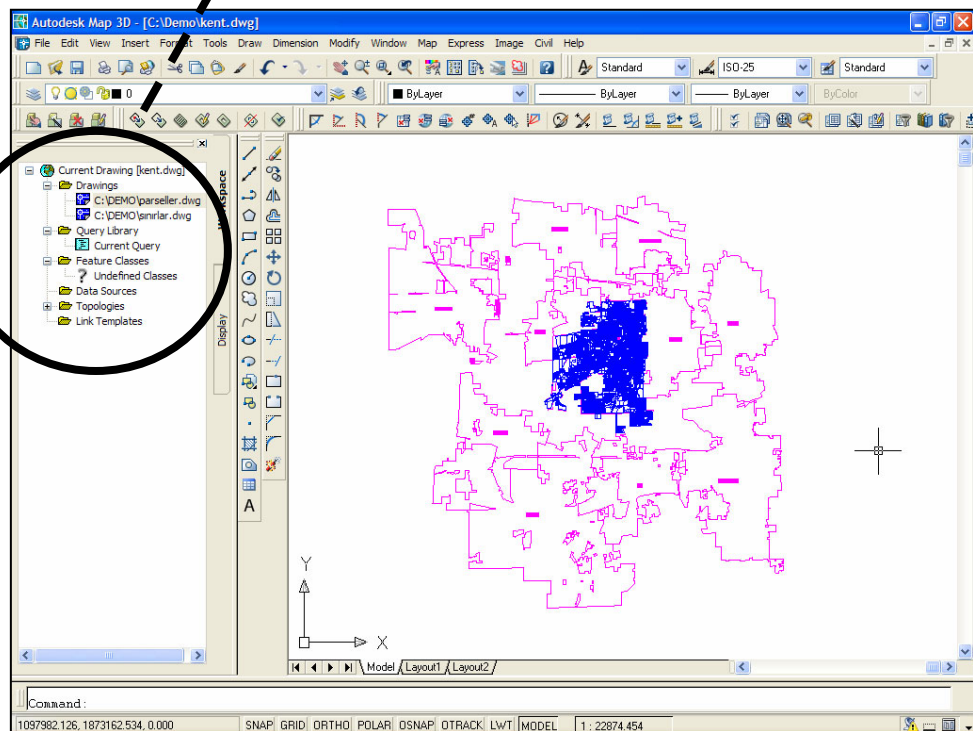 Autodesk Map 3D - [C:\Demo\kent.dwg]
File Edit View Insert Format Tools Draw Dimension Modify Window Map Express Image Civil Help
Standard ISO-25 Standard
0 ByLayer ByLayer ByLayer ByColor
Current Drawing [kent.dwg]
Drawings
C:\DEMO\parseller.dwg
C:\DEMO\sınırlar.dwg
Query Library
Current Query
Feature Classes
? Undefined Classes
Data Sources
Topologies
Link Templates
Display
A
Y
X
Model Layout1 Layout2
Command:
1097982.126, 1873162.534, 0.000 SNAP GRID ORTHO POLAR OSNAP OTRACK LWT MODEL 1 : 22874.454